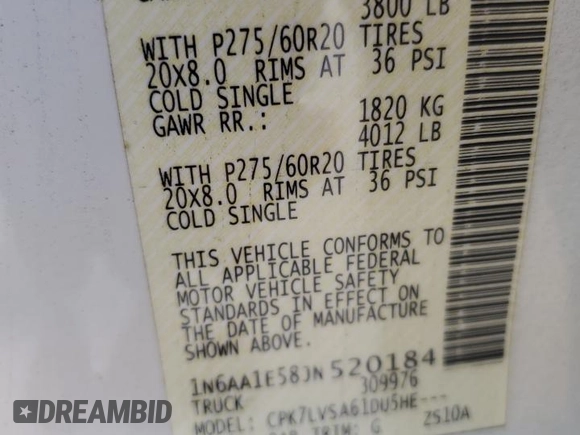 3800 LB
WITH P275/60R20 TIRES
20X8.0 RIMS AT 36 PSI
COLD SINGLE
GAWR RR.: 1820 KG
4012 LB
WITH P275/60R20 TIRES
20X8.0 RIMS AT 36 PSI
COLD SINGLE
THIS VEHICLE CONFORMS TO
ALL APPLICABLE FEDERAL
MOTOR VEHICLE SAFETY
STANDARDS IN EFFECT ON
THE DATE OF MANUFACTURE
SHOWN ABOVE.
1N6AA1E58JN520184
TRUCK 309976
MODEL: CPK7LVSA61DU5HE---
TRIM: G ZS10A
CARDEALS AMBID